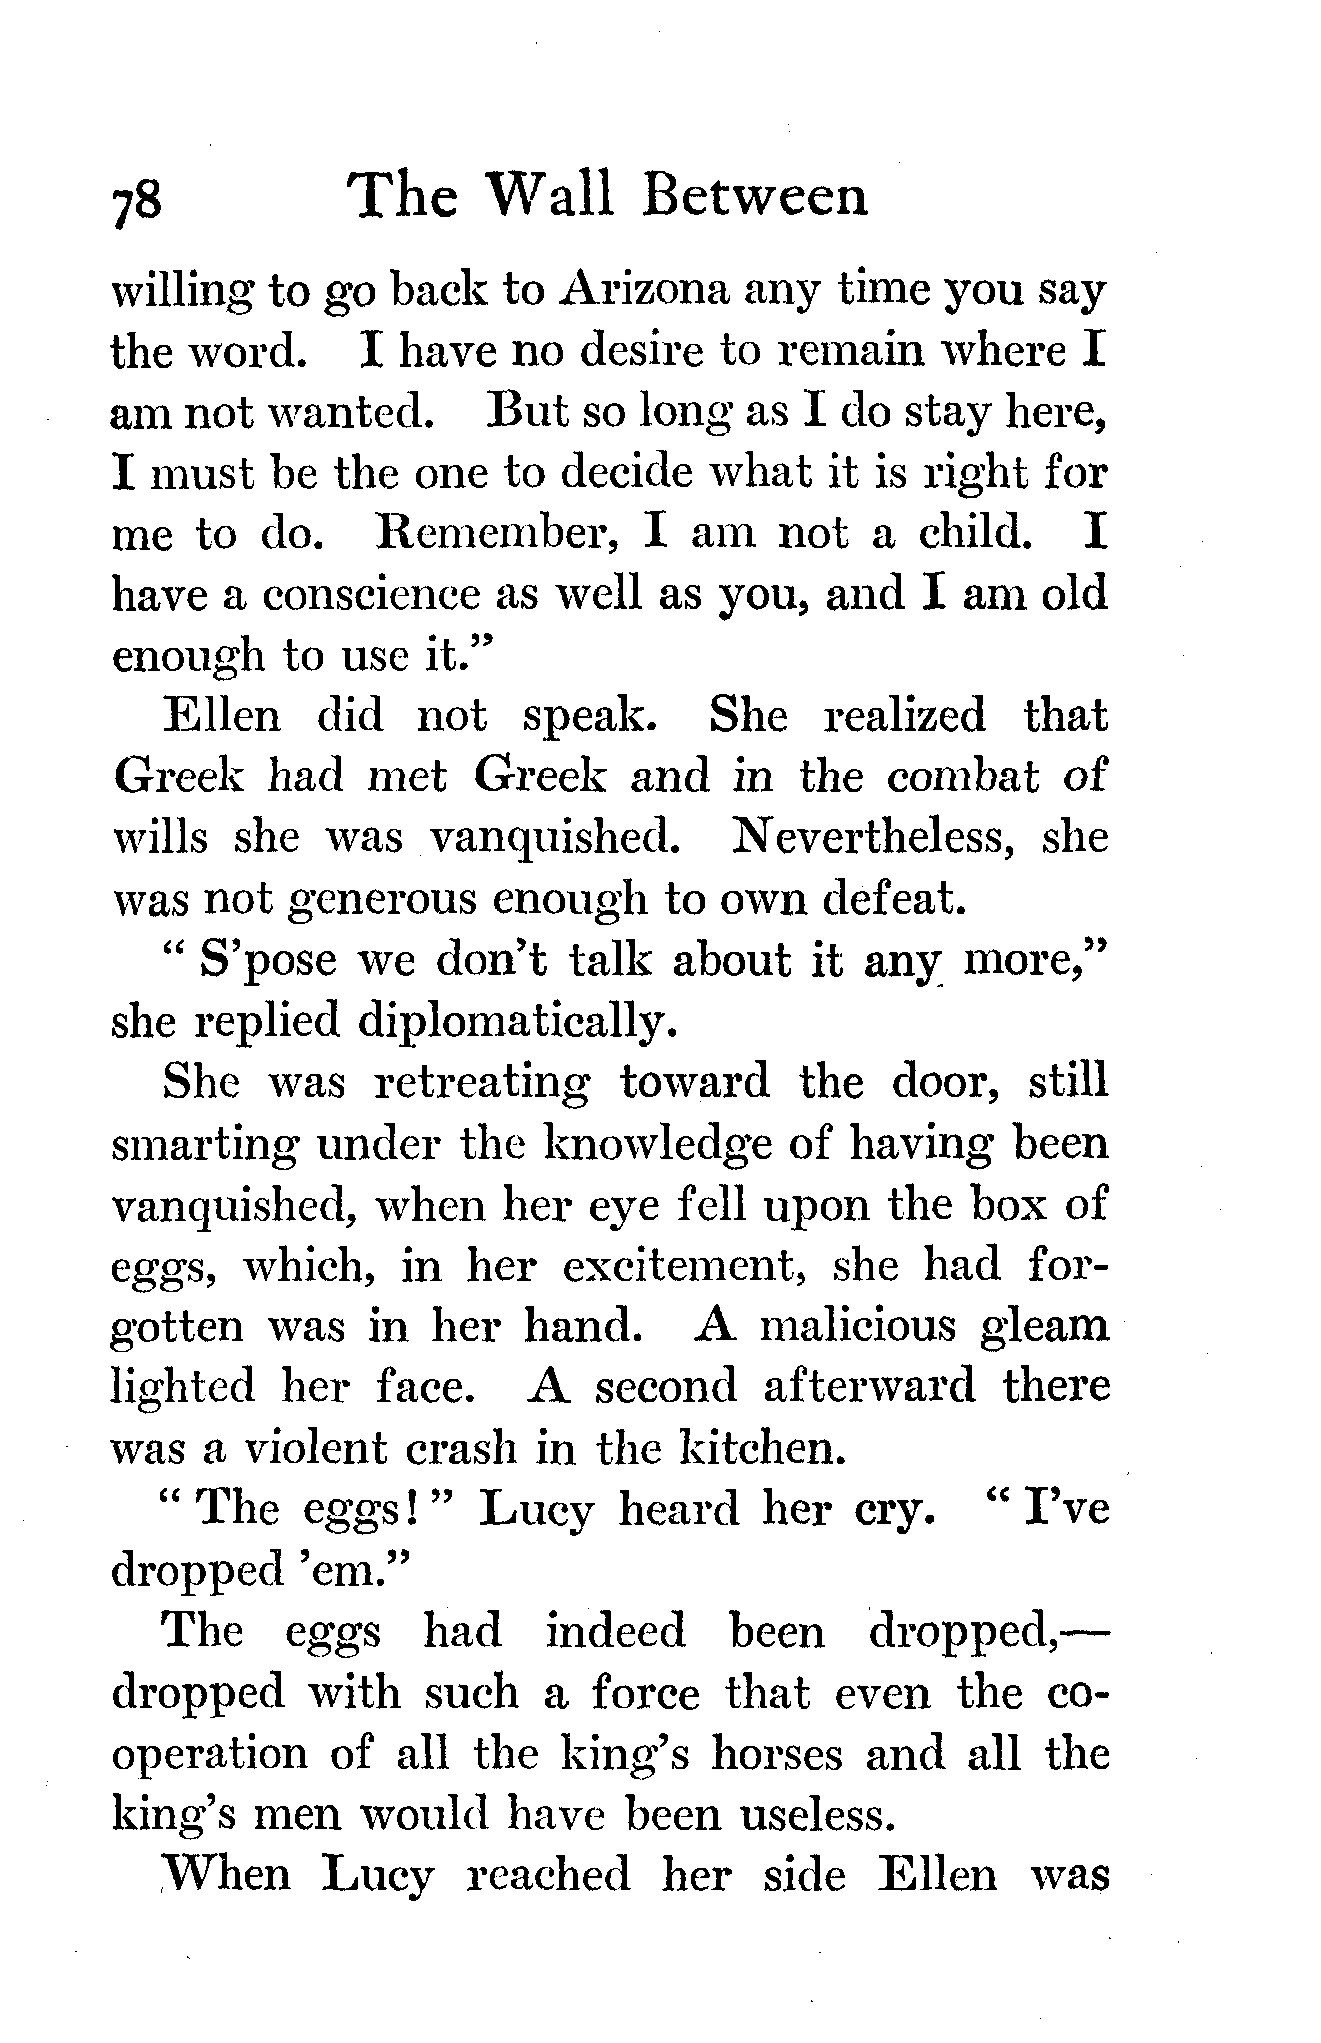 78 The Wall Between
willing to go back to Arizona any time you say
the word. I have no desire to remain where I
am not wanted. But so long as I do stay here,
I must be the one to decide what it is right for
me to do. Remember, I am not a child. I
have a conscience as well as you, and I am old
enough to use it.”
Ellen did not speak. She realized that
Greek had met Greek and in the combat of
wills she was vanquished. Nevertheless, she
was not generous enough to own defeat.
“ S’pose we don’t talk about it any more,”
she replied diplomatically.
She was retreating toward the door, still
smarting under the knowledge of having been
vanquished, when her eye fell upon the box of
eggs, which, in her excitement, she had for-
gotten was in her hand. A malicious gleam
lighted her face. A second afterward there
was a violent crash in the kitchen.
“ The eggs! ” Lucy heard her cry. “ I’ve
dropped ’em.”
The eggs had indeed been dropped,—
dropped with such a force that even the co-
operation of all the king’s horses and all the
king’s men would have been useless.
When Lucy reached her side Ellen was